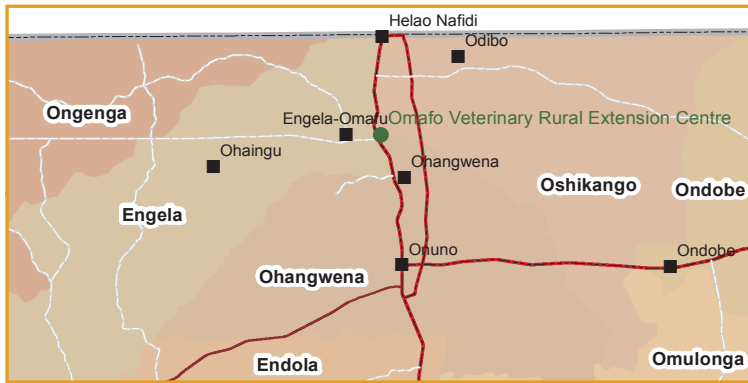 Helao Nafidi
Odibo
Ongenga
Engela-Omafu
Omafo Veterinary Rural Extension Centre
Ohaingu
Ohangwena
Oshikango
Ondobe
Engela
Onuno
Ondobe
Ohangwena
Endola
Omulonga